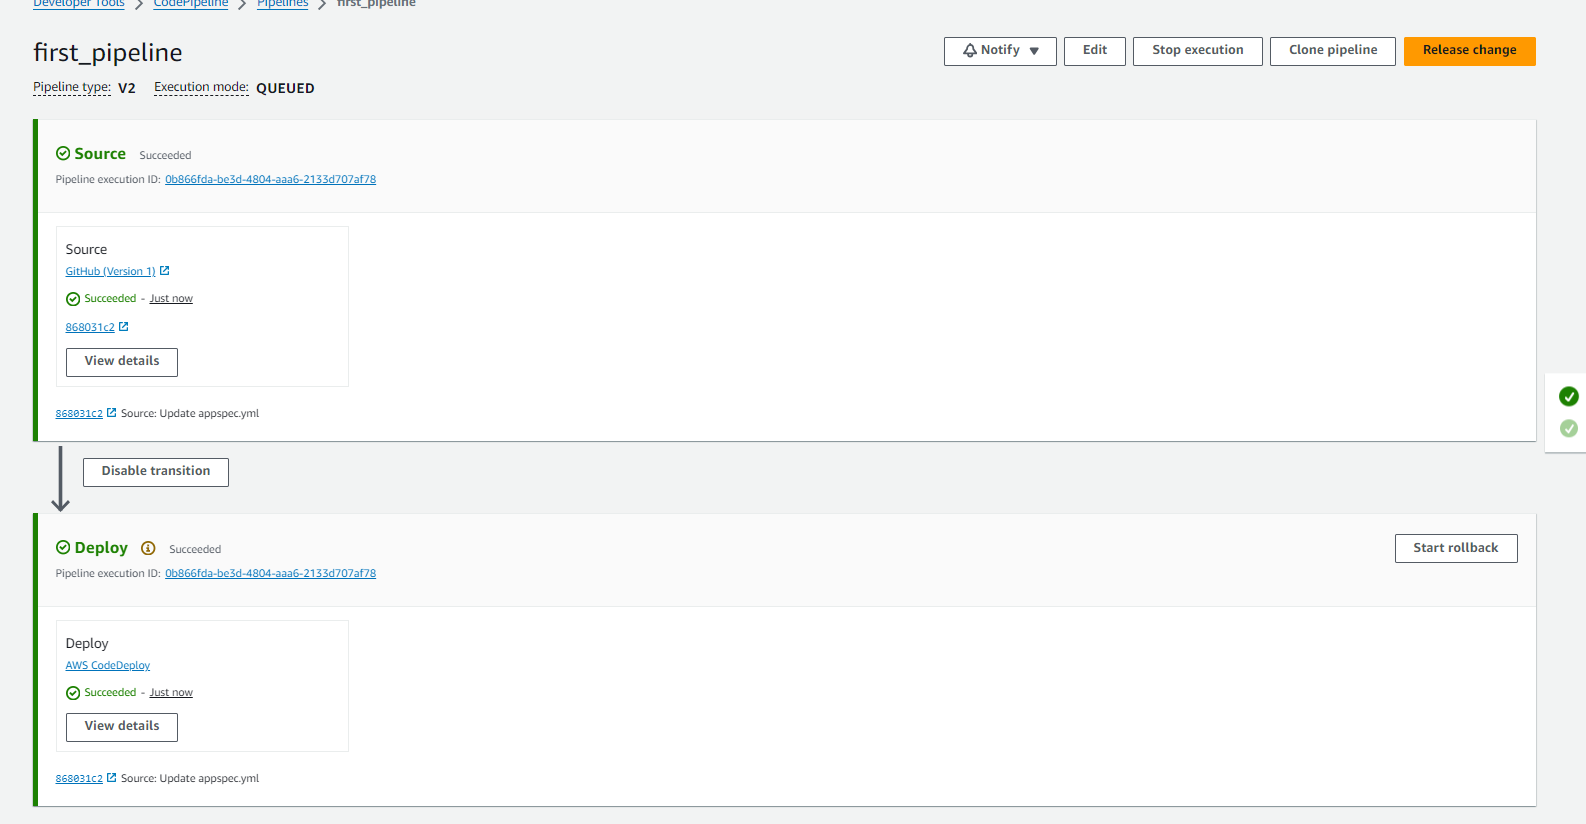 Developer Tools > CodePipeline > Pipelines > first_pipeline
first_pipeline
Notify Edit Stop execution Clone pipeline Release change
Pipeline type: V2 Execution mode: QUEUED
Source Succeeded
Pipeline execution ID: 0b866fda-be3d-4804-aaa6-2133d707af78
Source
GitHub (Version 1)
Succeeded - Just now
868031c2
View details
868031c2 Source: Update appspec.yml
Disable transition
Deploy Succeeded
Start rollback
Pipeline execution ID: 0b866fda-be3d-4804-aaa6-2133d707af78
Deploy
AWS CodeDeploy
Succeeded - Just now
View details
868031c2 Source: Update appspec.yml